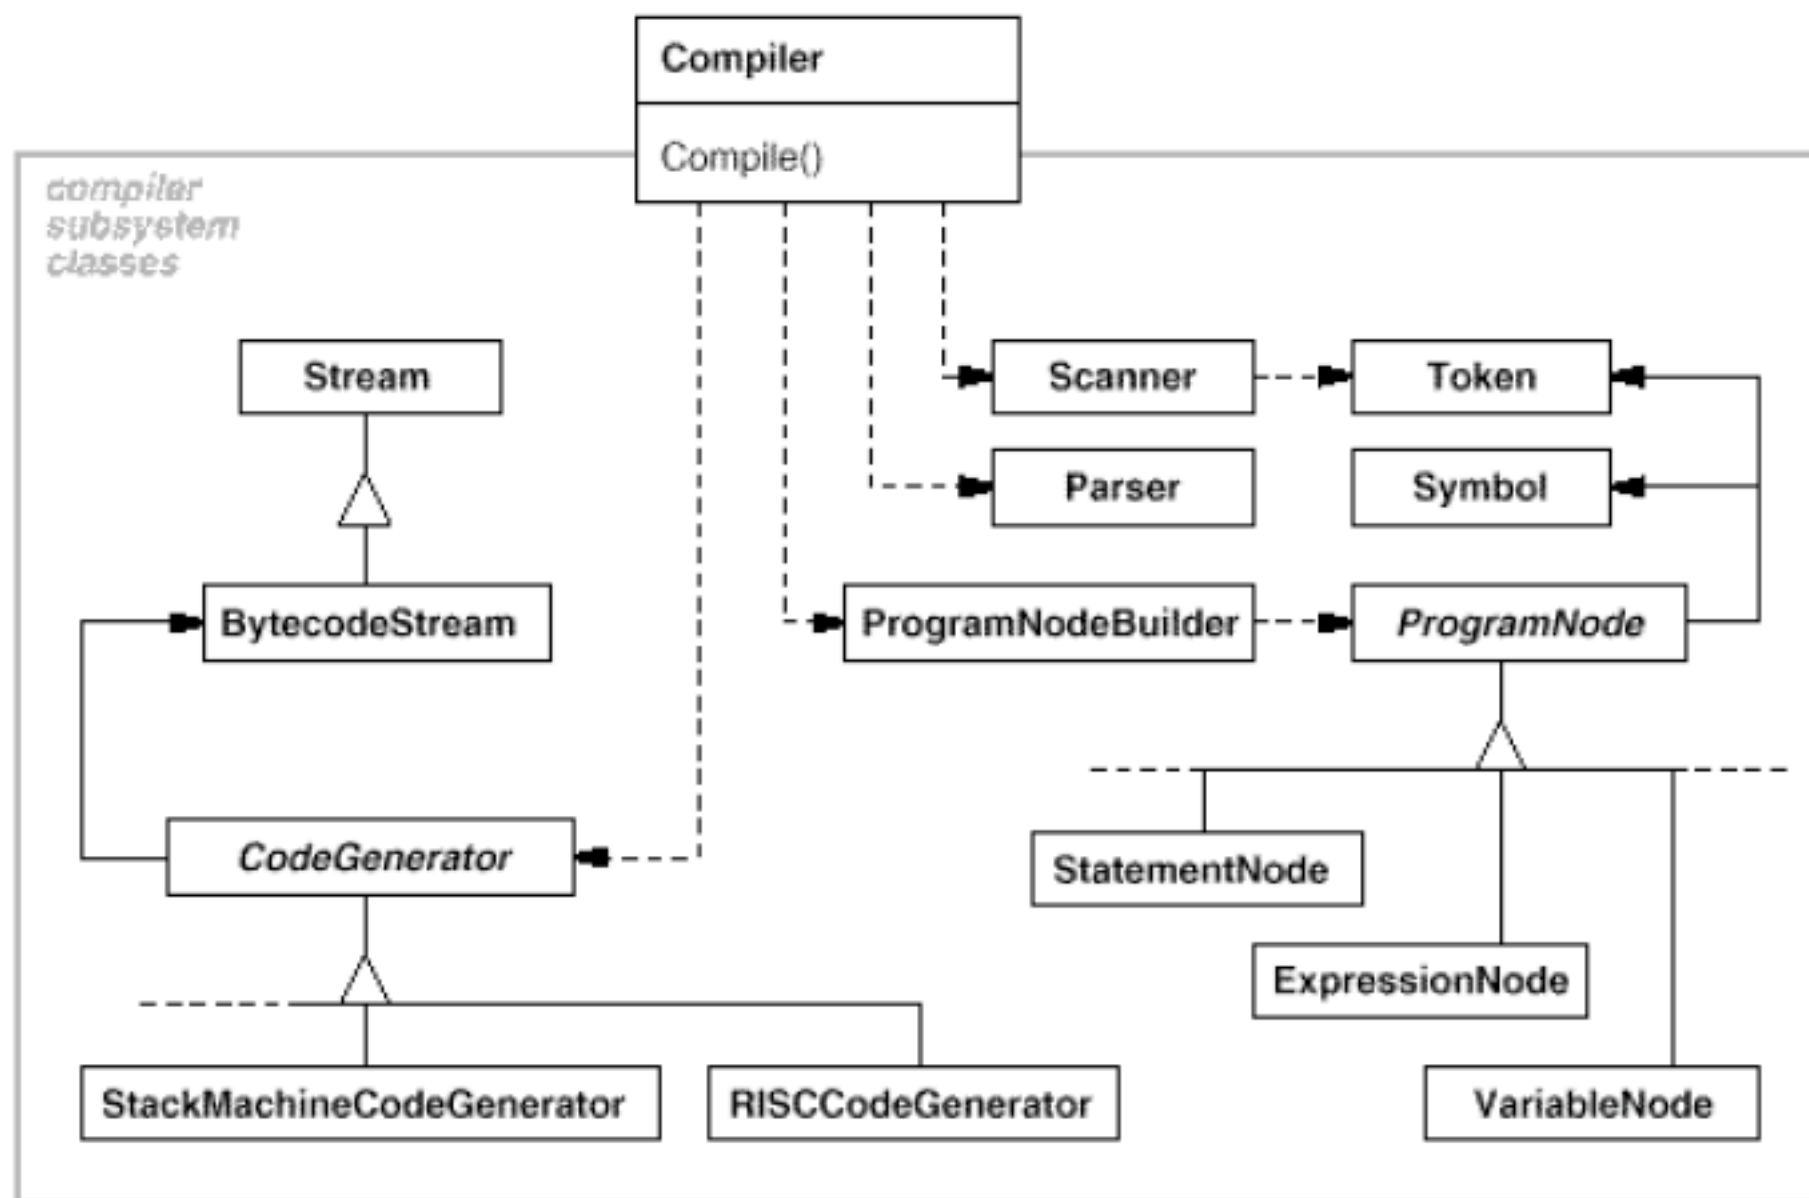 Compiler
Compile()
compiler
subsystem
classes
Stream
Scanner
Token
Parser
Symbol
BytecodeStream
ProgramNodeBuilder
ProgramNode
CodeGenerator
StatementNode
ExpressionNode
StackMachineCodeGenerator
RISCCodeGenerator
VariableNode